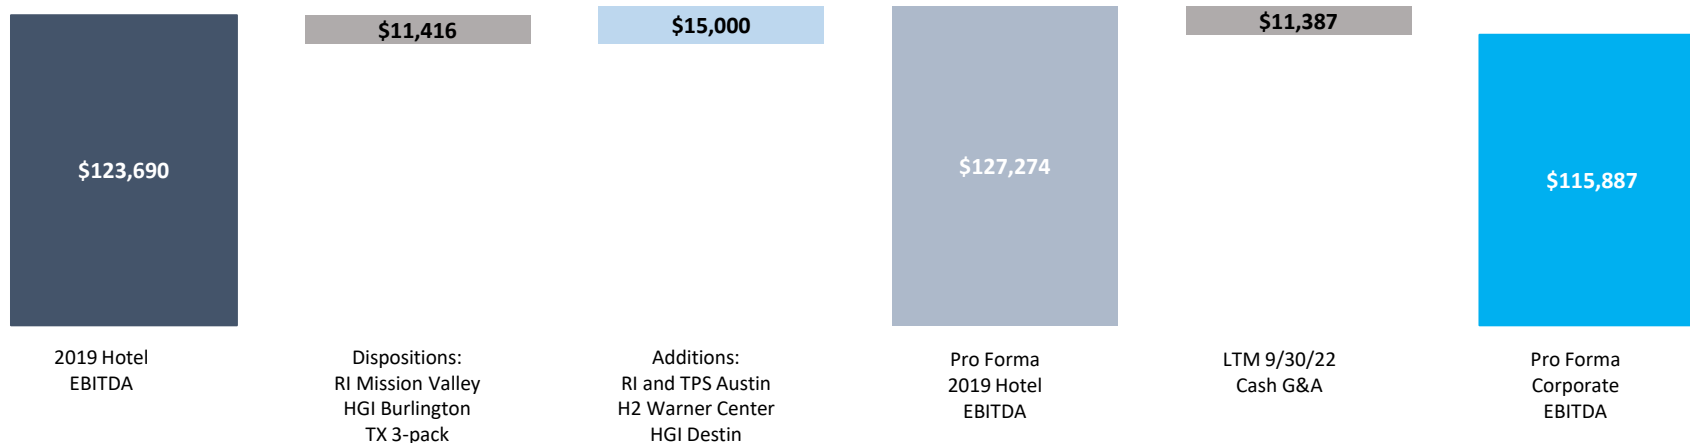 $123,690
$11,416
$15,000
$127,274
$11,387
$115,887
2019 Hotel
EBITDA
Dispositions:
RI Mission Valley
HGI Burlington
TX 3-pack
Additions:
RI and TPS Austin
H2 Warner Center
HGI Destin
Pro Forma
2019 Hotel
EBITDA
LTM 9/30/22
Cash G&A
Pro Forma
Corporate
EBITDA